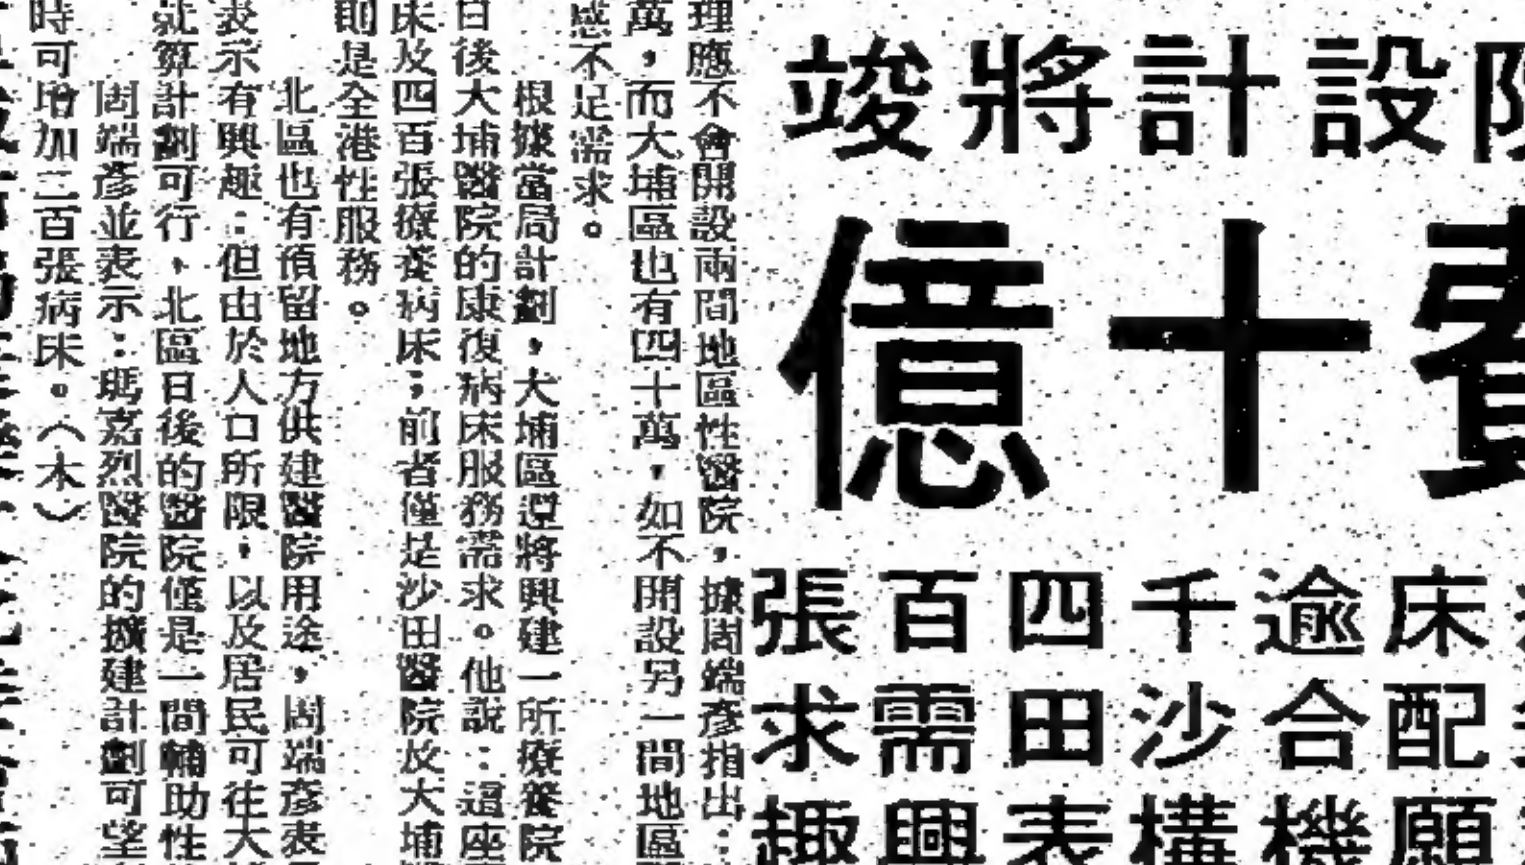 設計將竣
費十億
床逾千四百張
配合沙田需求
願機構表興趣
理應不會開設兩間地區性醫院，據周端彥指出：
萬，而大埔區也有四十萬，如不開設另一間地區
感不足需求。
根據當局計劃，大埔區還將興建一所療養院
日後大埔醫院的康復病床服務需求。他說：這座
床及四百張療養病床；前者僅是沙田醫院及大埔
則是全港性服務。
北區也有預留地方供建醫院用途，周端彥表
表示有興趣：但由於人口所限，以及居民可往大
就算計劃可行，北區日後的醫院僅是一間輔助性
周端彥並表示：瑪嘉烈醫院的擴建計劃可望
時可增加二百張病床。（本）